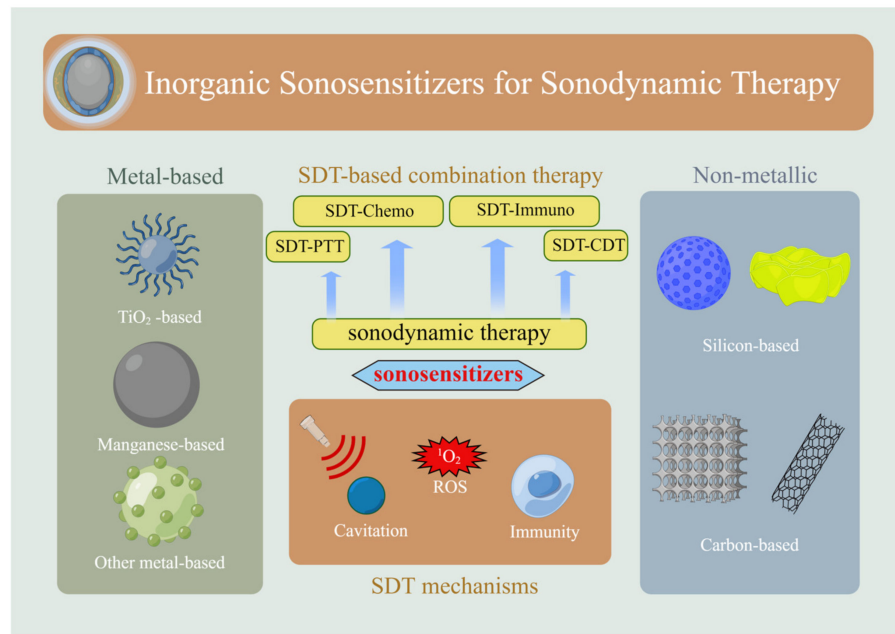 Inorganic Sonosensitizers for Sonodynamic Therapy
Metal-based
TiO₂ -based
Manganese-based
Other metal-based
SDT-based combination therapy
SDT-Chemo
SDT-Immuno
SDT-PTT
SDT-CDT
sonodynamic therapy
sonosensitizers
¹O₂
ROS
Cavitation
Immunity
SDT mechanisms
Non-metallic
Silicon-based
Carbon-based